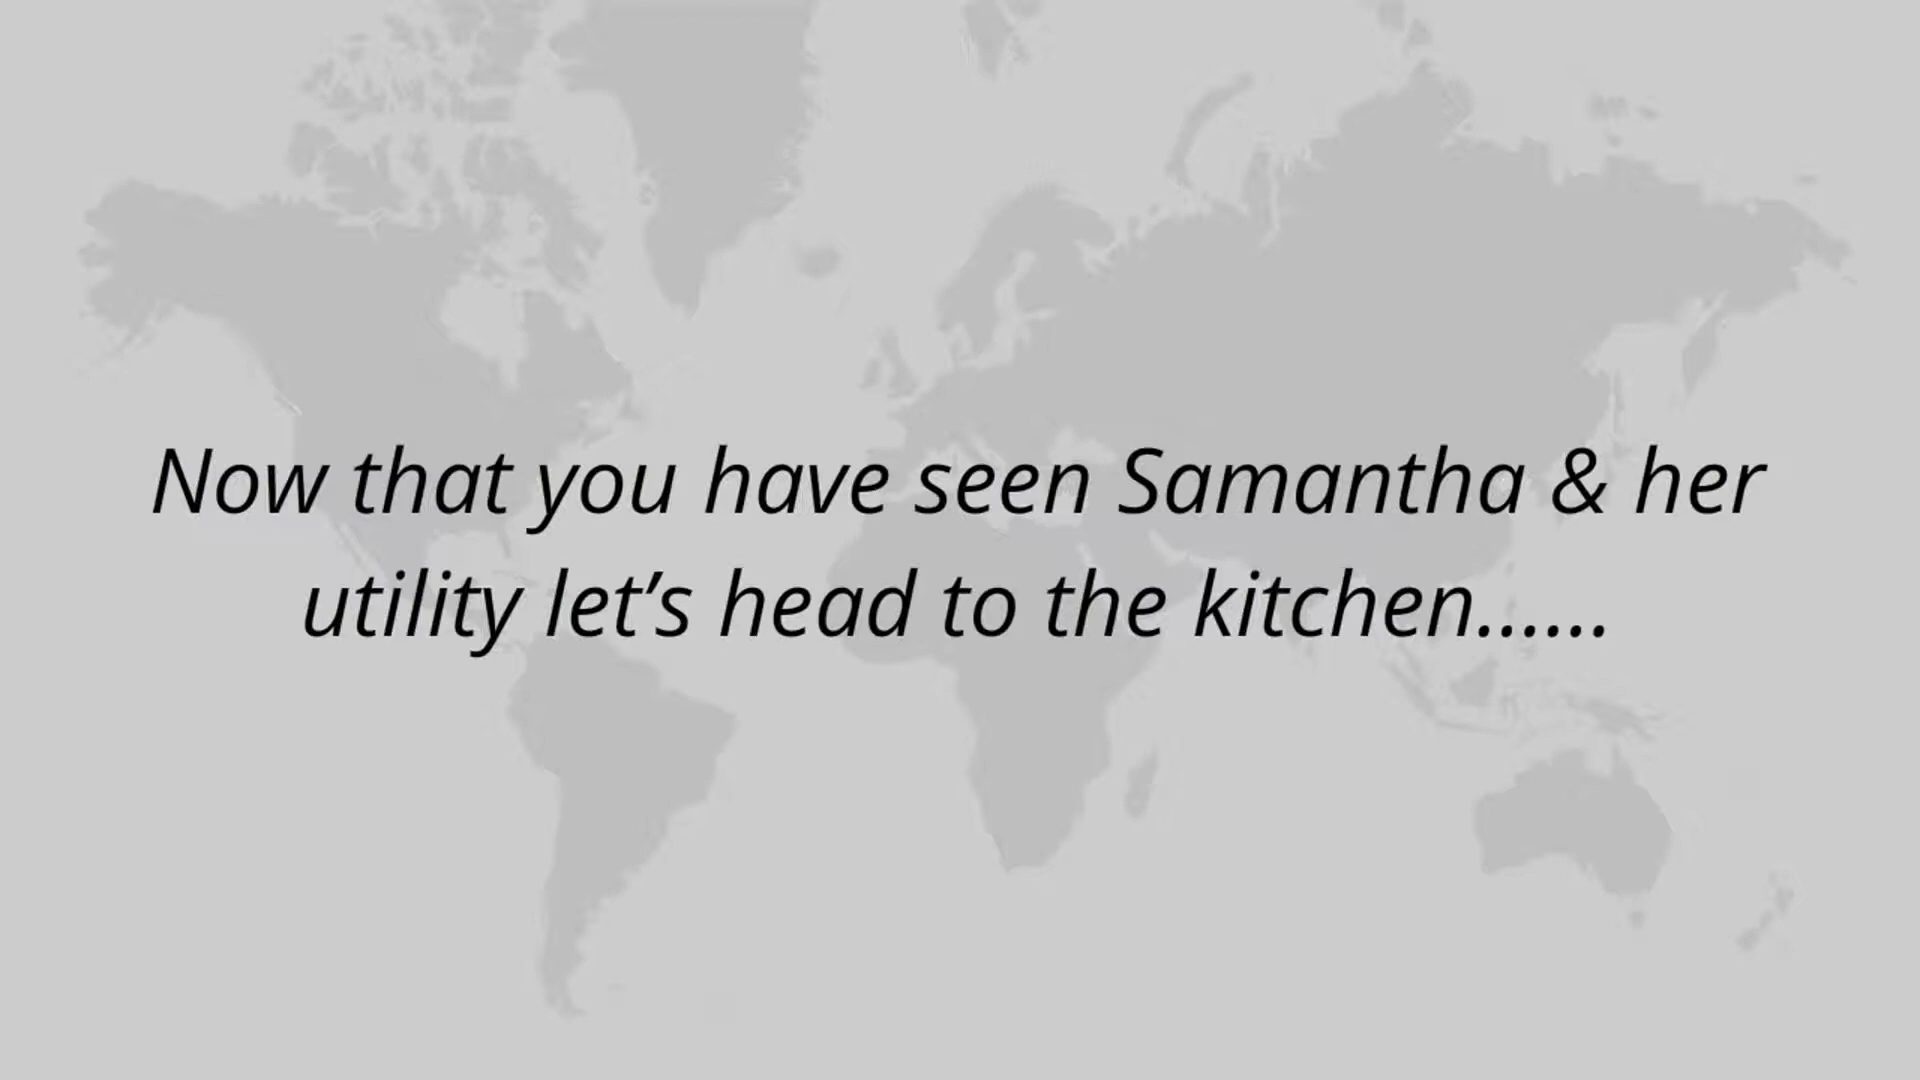 Now that you have seen Samantha & her
utility let’s head to the kitchen......